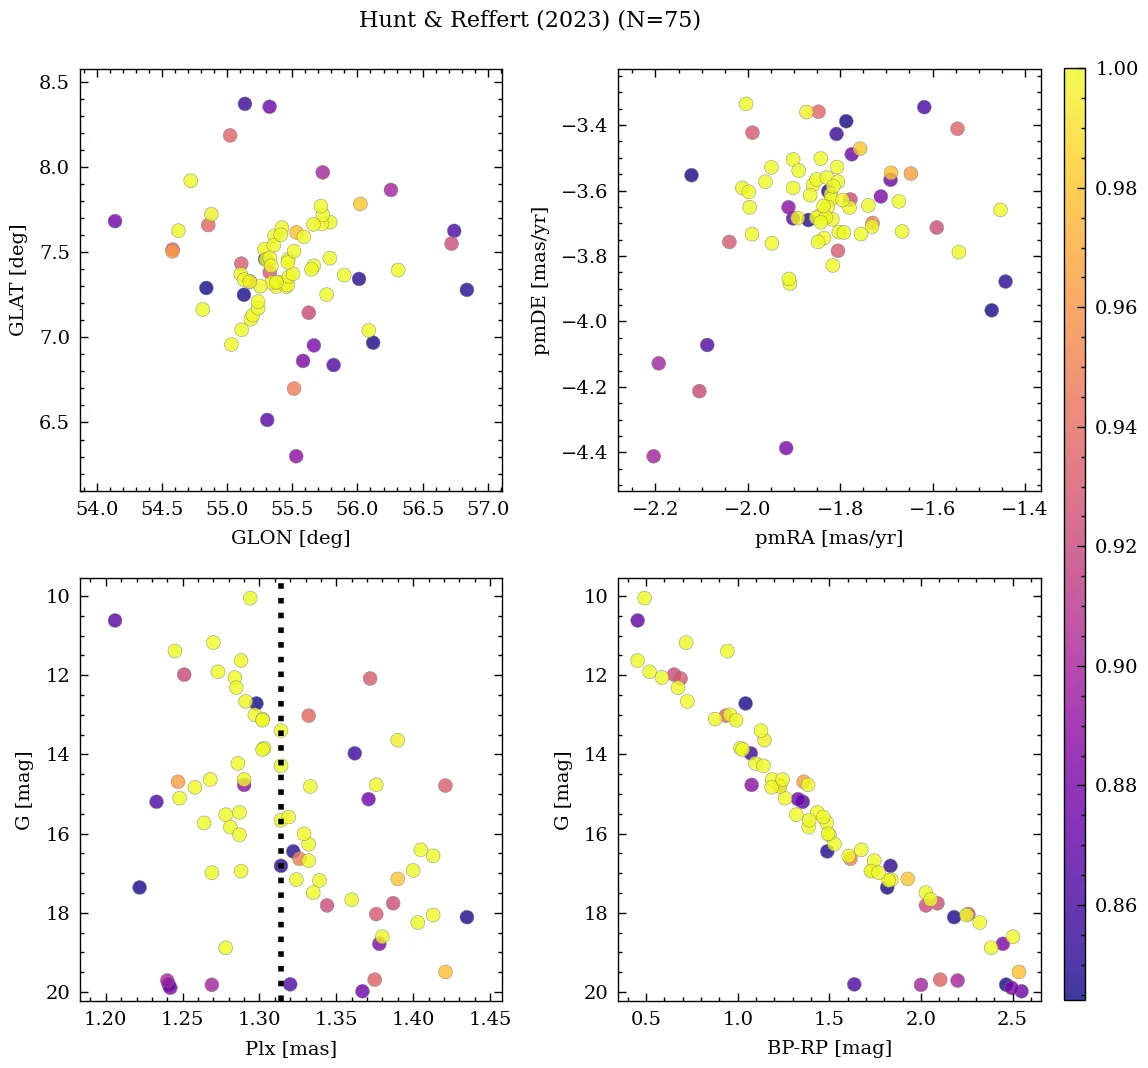 Hunt & Reffert (2023) (N=75)
8.5
8.0
7.5
7.0
6.5
GLAT [deg]
54.0 54.5 55.0 55.5 56.0 56.5 57.0
GLON [deg]
−3.4
−3.6
−3.8
−4.0
−4.2
−4.4
pmDE [mas/yr]
−2.2 −2.0 −1.8 −1.6 −1.4
pmRA [mas/yr]
10
12
14
16
18
20
G [mag]
1.20 1.25 1.30 1.35 1.40 1.45
Plx [mas]
10
12
14
16
18
20
G [mag]
0.5 1.0 1.5 2.0 2.5
BP-RP [mag]
1.00
0.98
0.96
0.94
0.92
0.90
0.88
0.86